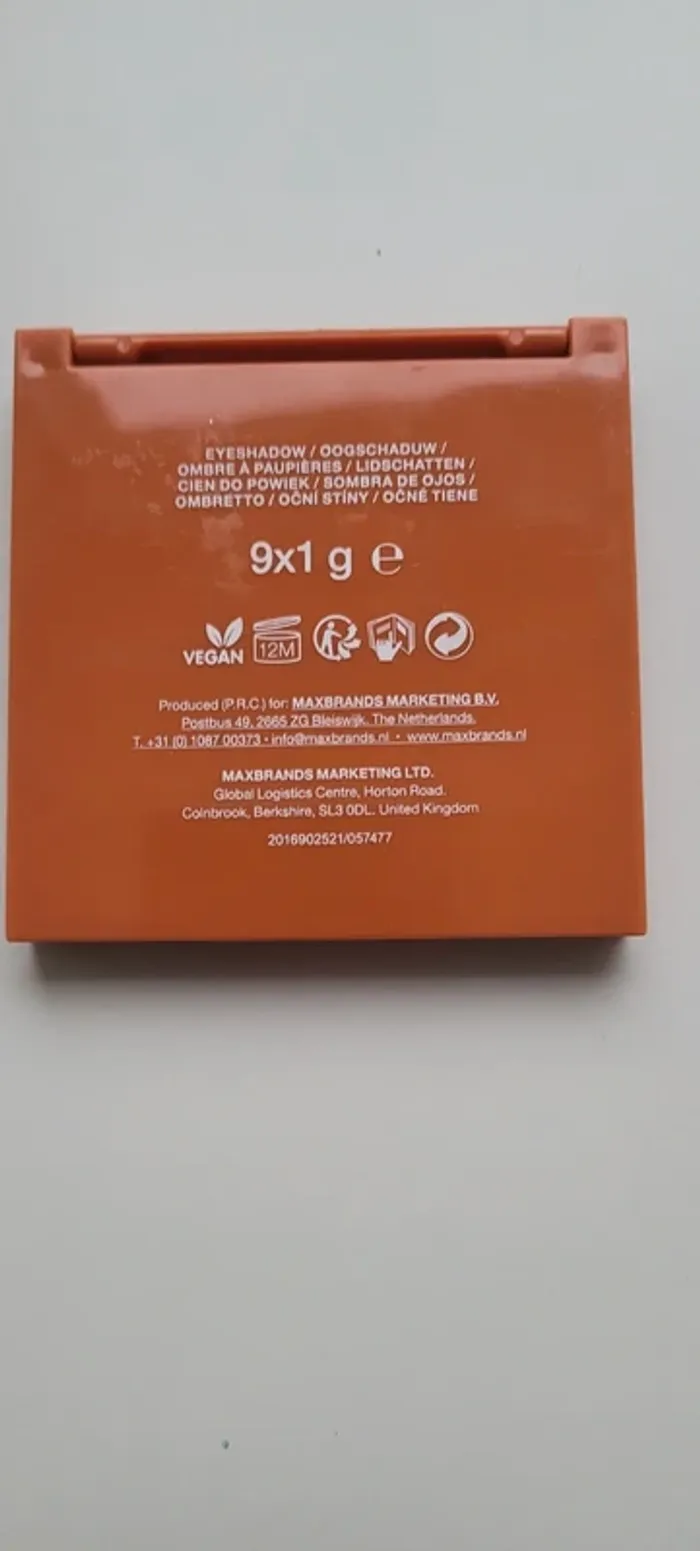 EYESHADOW / OOGSCHADUW /
OMBRE À PAUPIÈRES / LIDSCHATTEN /
CIEN DO POWIEK / SOMBRA DE OJOS /
OMBRETTO / OČNÍ STÍNY / OČNÉ TIENE
9x1 g ℮
VEGAN 12M
Produced (P.R.C.) for: MAXBRANDS MARKETING B.V.
Postbus 49, 2665 ZG Bleiswijk. The Netherlands.
T. +31 (0) 1087 00373 • info@maxbrands.nl • www.maxbrands.nl
MAXBRANDS MARKETING LTD.
Global Logistics Centre, Horton Road.
Colnbrook, Berkshire, SL3 0DL. United Kingdom
2016902521/057477